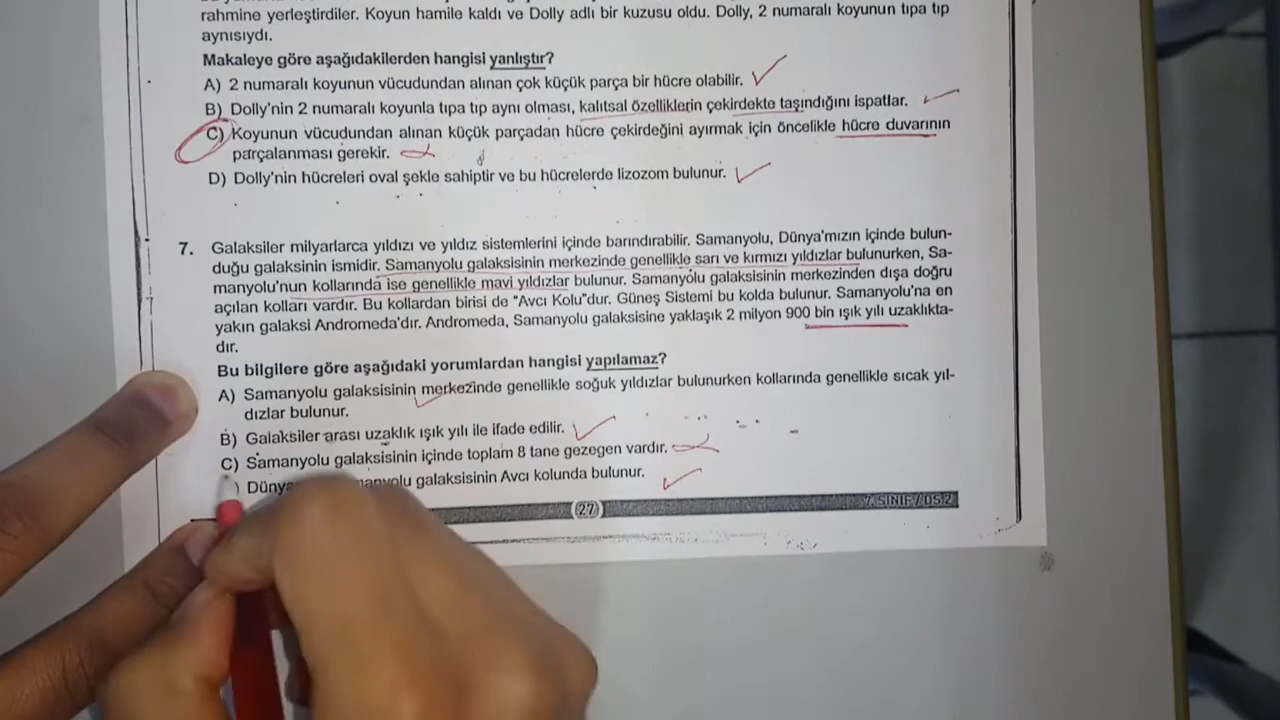 rahmine yerleştirdiler. Koyun hamile kaldı ve Dolly adlı bir kuzusu oldu. Dolly, 2 numaralı koyunun tıpa tıp
aynısıydı.
Makaleye göre aşağıdakilerden hangisi yanlıştır?
A) 2 numaralı koyunun vücudundan alınan çok küçük parça bir hücre olabilir.
B) Dolly'nin 2 numaralı koyunla tıpa tıp aynı olması, kalıtsal özelliklerin çekirdekte taşındığını ispatlar.
C) Koyunun vücudundan alınan küçük parçadan hücre çekirdeğini ayırmak için öncelikle hücre duvarının
parçalanması gerekir.
D) Dolly'nin hücreleri oval şekle sahiptir ve bu hücrelerde lizozom bulunur.
7. Galaksiler milyarlarca yıldızı ve yıldız sistemlerini içinde barındırabilir. Samanyolu, Dünya'mızın içinde bulun-
duğu galaksinin ismidir. Samanyolu galaksisinin merkezinde genellikle sarı ve kırmızı yıldızlar bulunurken, Sa-
manyolu'nun kollarında ise genellikle mavi yıldızlar bulunur. Samanyolu galaksisinin merkezinden dışa doğru
açılan kolları vardır. Bu kollardan birisi de "Avcı Kolu"dur. Güneş Sistemi bu kolda bulunur. Samanyolu'na en
yakın galaksi Andromeda'dır. Andromeda, Samanyolu galaksisine yaklaşık 2 milyon 900 bin ışık yılı uzaklıkta-
dır.
Bu bilgilere göre aşağıdaki yorumlardan hangisi yapılamaz?
A) Samanyolu galaksisinin merkezinde genellikle soğuk yıldızlar bulunurken kollarında genellikle sıcak yıl-
dızlar bulunur.
B) Galaksiler arası uzaklık ışık yılı ile ifade edilir.
C) Samanyolu galaksisinin içinde toplam 8 tane gezegen vardır.
) galaksisinin Avcı kolunda bulunur.
(27)
7. SINIF / DS 2